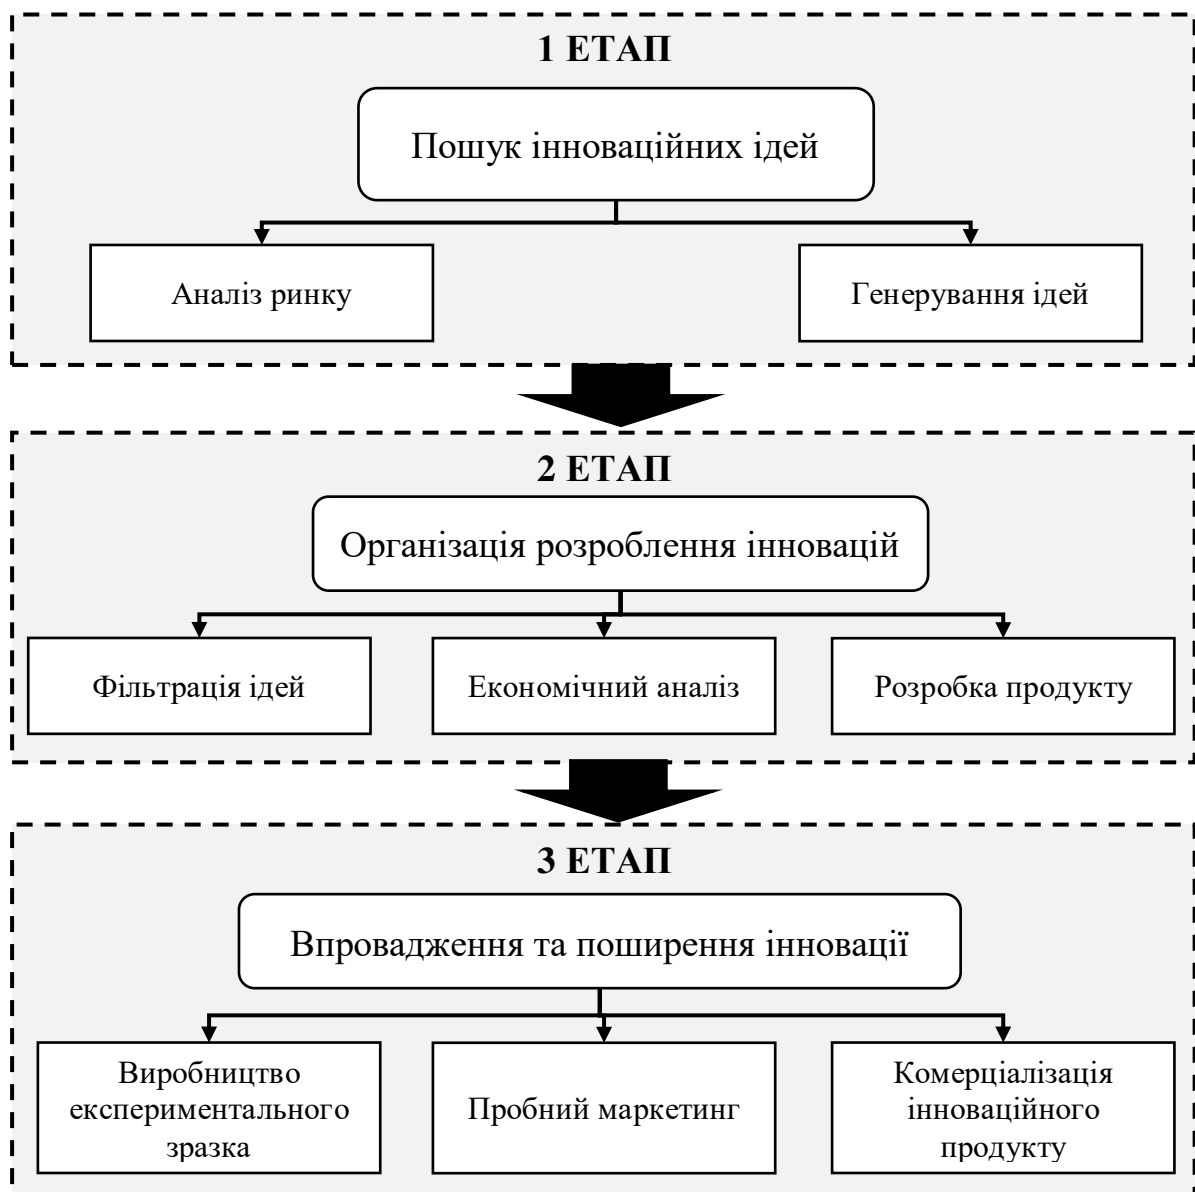 1 ЕТАП
Пошук інноваційних ідей
Аналіз ринку
Генерування ідей
2 ЕТАП
Організація розроблення інновацій
Фільтрація ідей
Економічний аналіз
Розробка продукту
3 ЕТАП
Впровадження та поширення інновації
Виробництво
експериментального
зразка
Пробний маркетинг
Комерціалізація
інноваційного
продукту